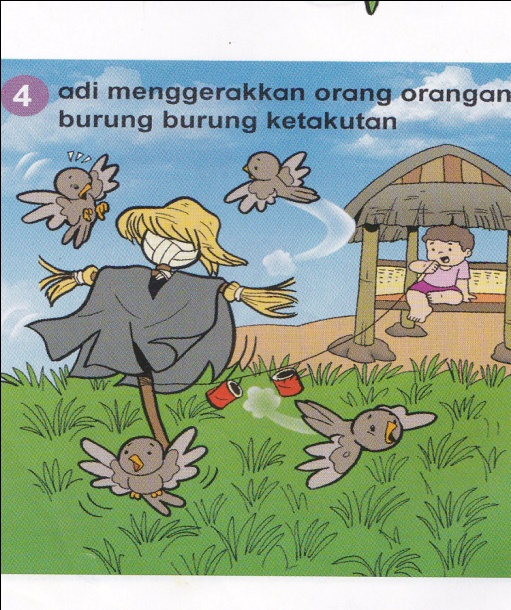 4
adi menggerakkan orang orangan
burung burung ketakutan